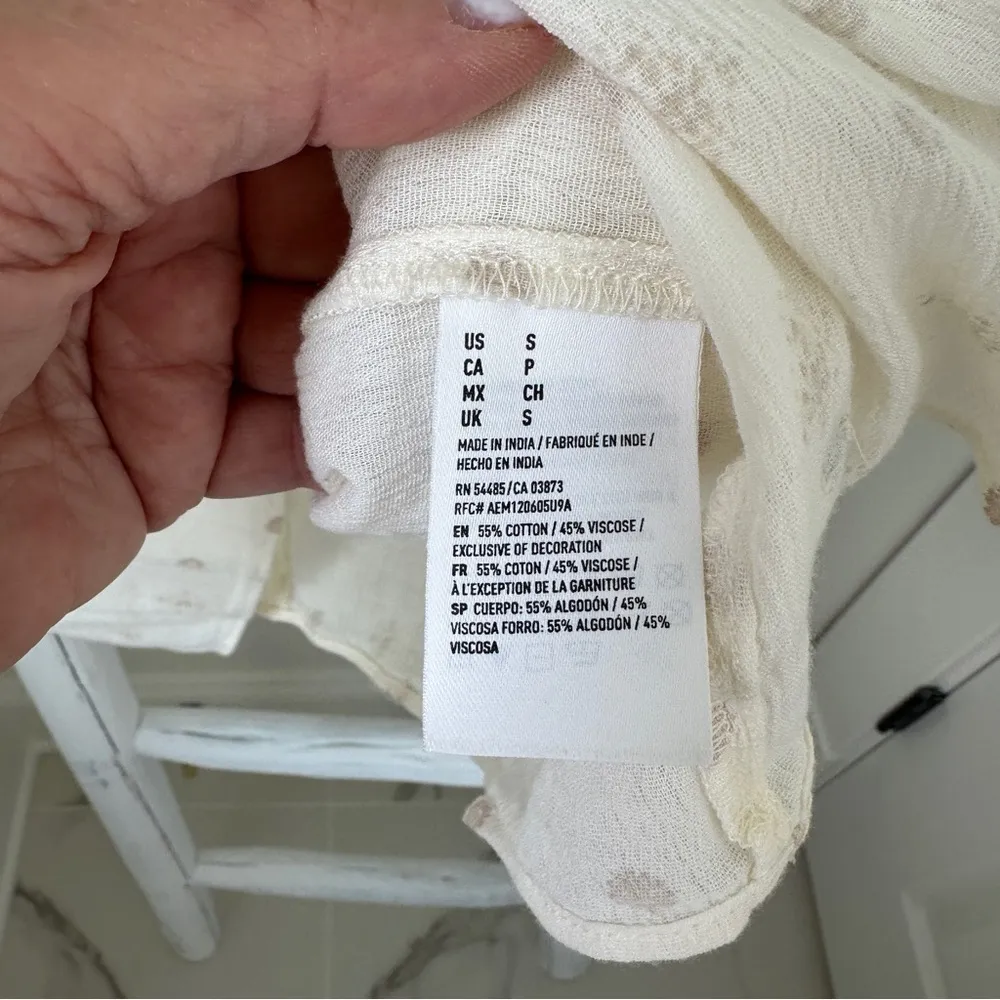 US S
CA P
MX CH
UK S
MADE IN INDIA / FABRIQUÉ EN INDE /
HECHO EN INDIA
RN 54485/CA 03873
RFC# AEM120605U9A
EN 55% COTTON / 45% VISCOSE /
EXCLUSIVE OF DECORATION
FR 55% COTON / 45% VISCOSE /
À L'EXCEPTION DE LA GARNITURE
SP CUERPO: 55% ALGODÓN / 45%
VISCOSA FORRO: 55% ALGODÓN / 45%
VISCOSA